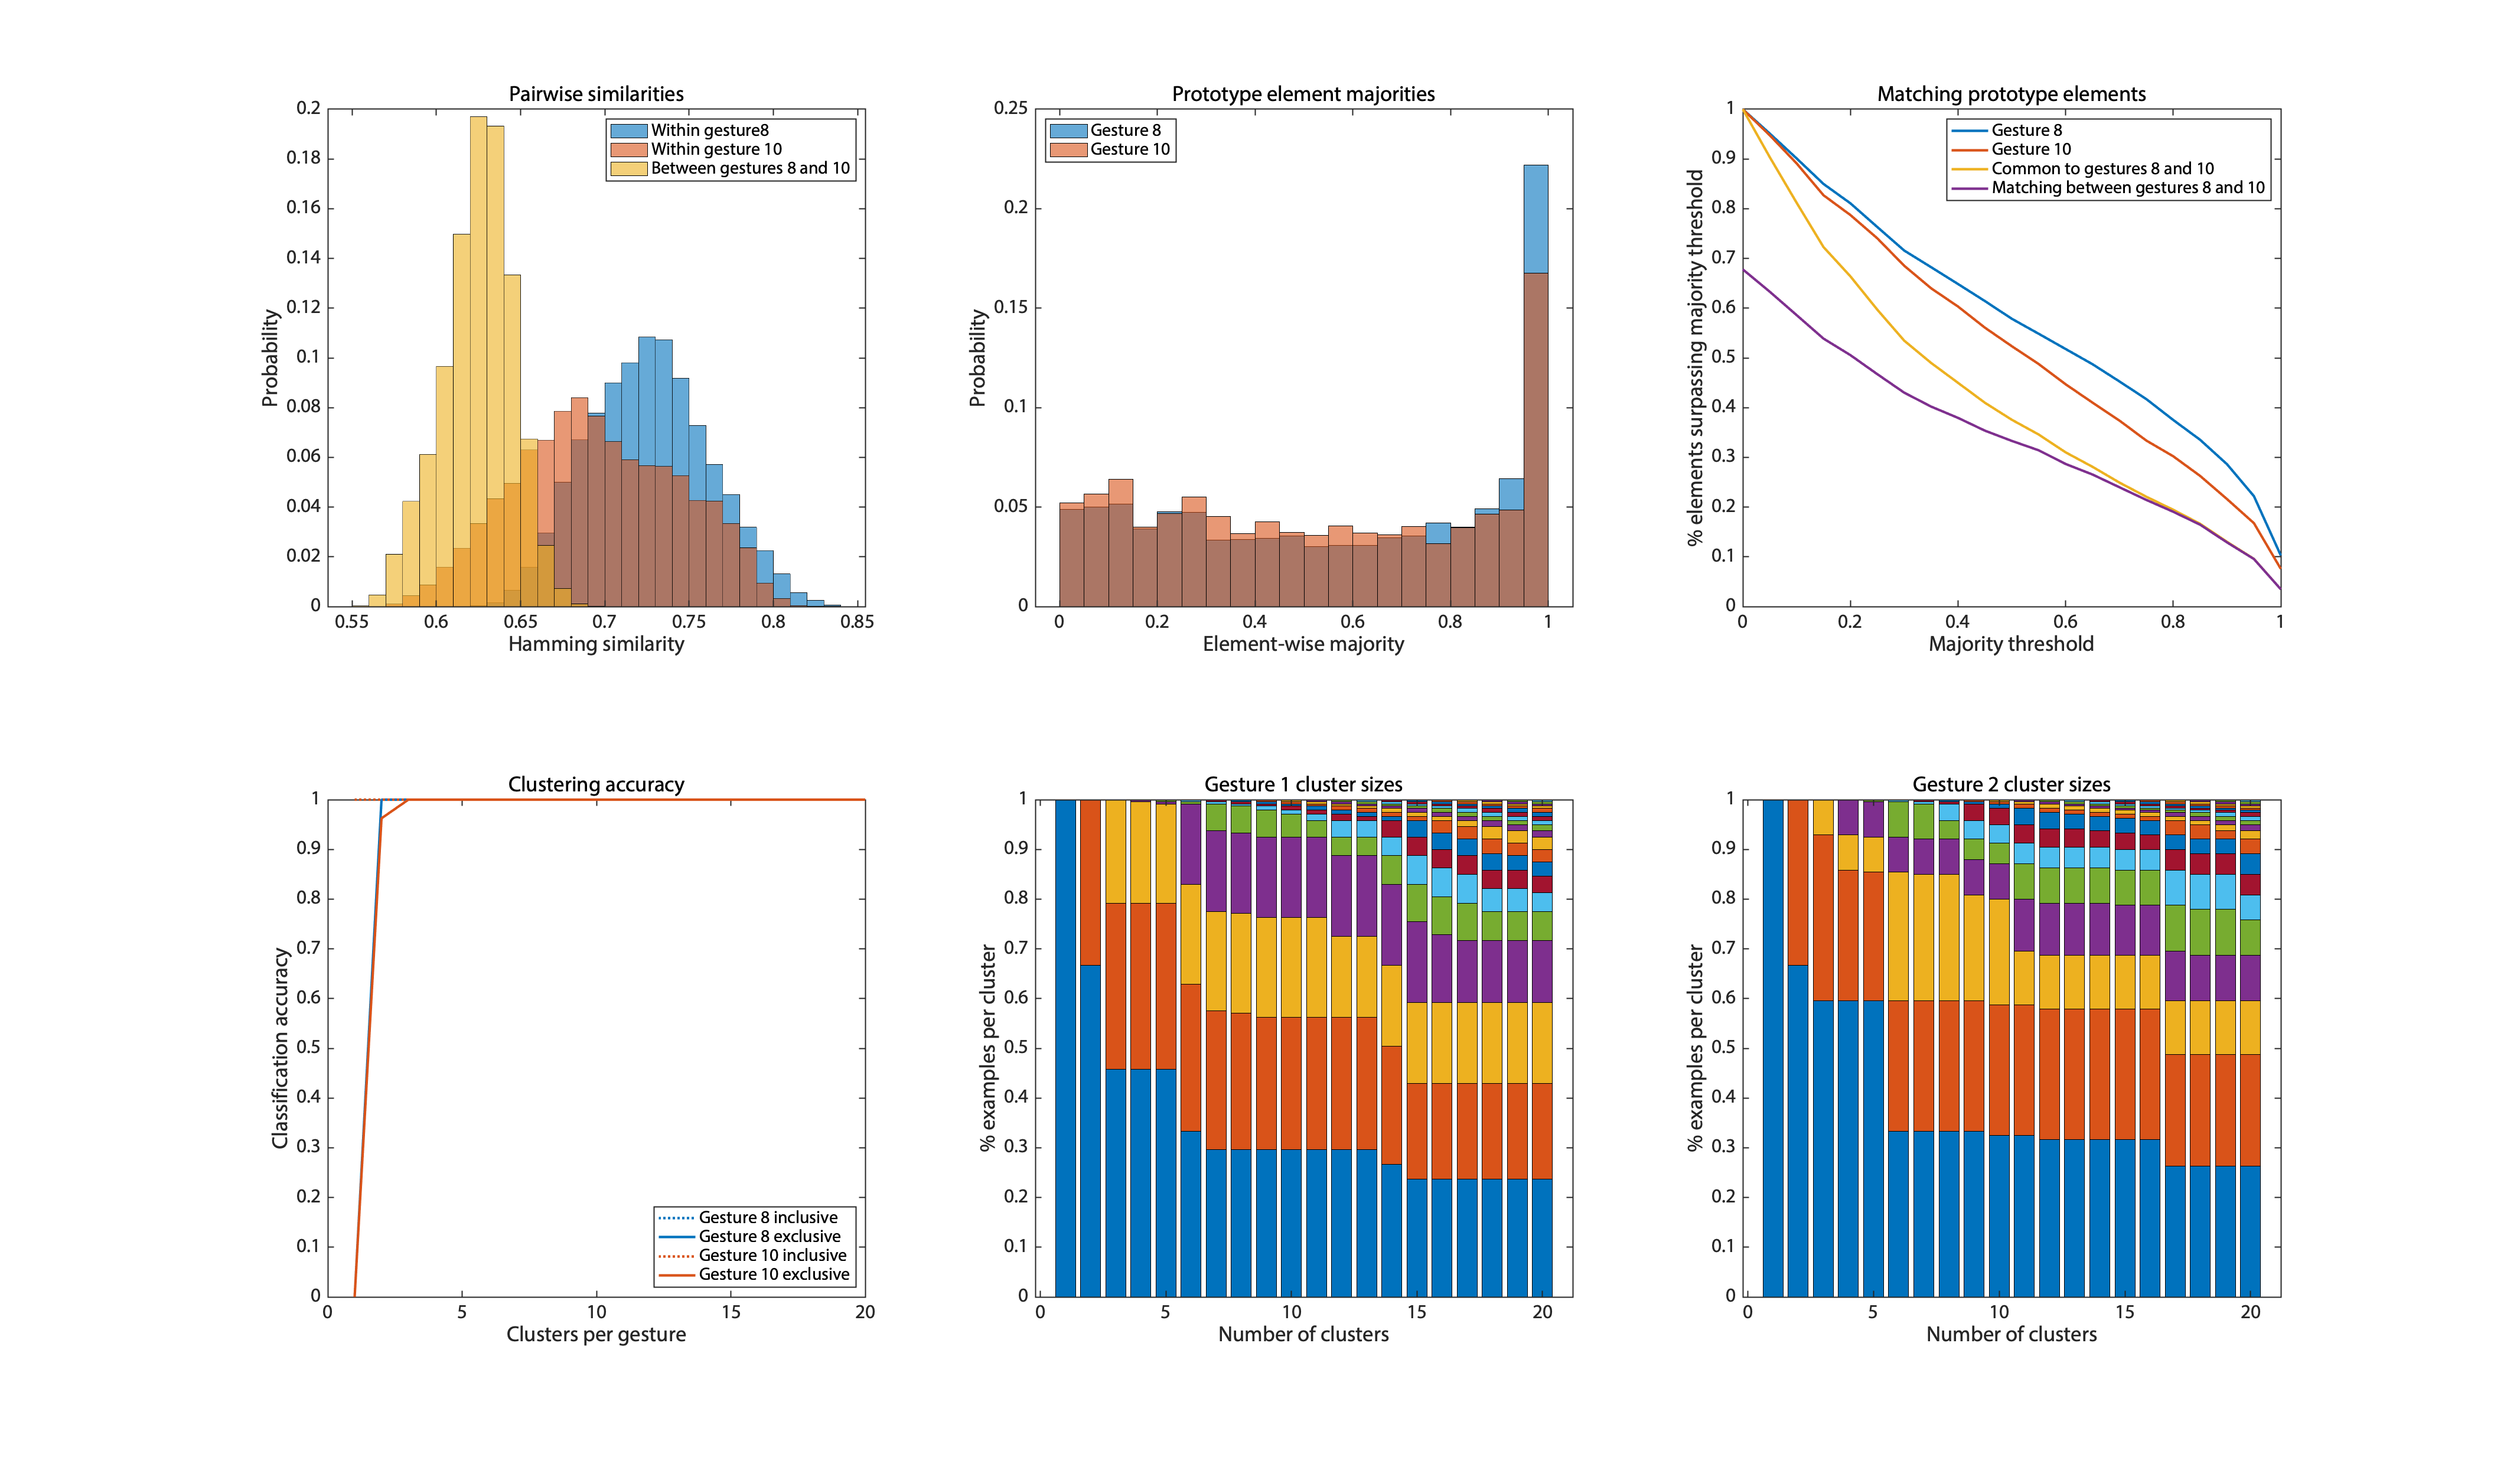 Pairwise similarities
0.2
0.18
0.16
0.14
0.12
0.1
0.08
0.06
0.04
0.02
0
Probability
Within gesture8
Within gesture 10
Between gestures 8 and 10
0.55 0.6 0.65 0.7 0.75 0.8 0.85
Hamming similarity
Prototype element majorities
0.25
0.2
0.15
0.1
0.05
0
Probability
Gesture 8
Gesture 10
0 0.2 0.4 0.6 0.8 1
Element-wise majority
Matching prototype elements
1
0.9
0.8
0.7
0.6
0.5
0.4
0.3
0.2
0.1
0
% elements surpassing majority threshold
Gesture 8
Gesture 10
Common to gestures 8 and 10
Matching between gestures 8 and 10
0 0.2 0.4 0.6 0.8 1
Majority threshold
Clustering accuracy
1
0.9
0.8
0.7
0.6
0.5
0.4
0.3
0.2
0.1
0
Classification accuracy
Gesture 8 inclusive
Gesture 8 exclusive
Gesture 10 inclusive
Gesture 10 exclusive
0 5 10 15 20
Clusters per gesture
Gesture 1 cluster sizes
1
0.9
0.8
0.7
0.6
0.5
0.4
0.3
0.2
0.1
0
% examples per cluster
0 5 10 15 20
Number of clusters
Gesture 2 cluster sizes
1
0.9
0.8
0.7
0.6
0.5
0.4
0.3
0.2
0.1
0
% examples per cluster
0 5 10 15 20
Number of clusters